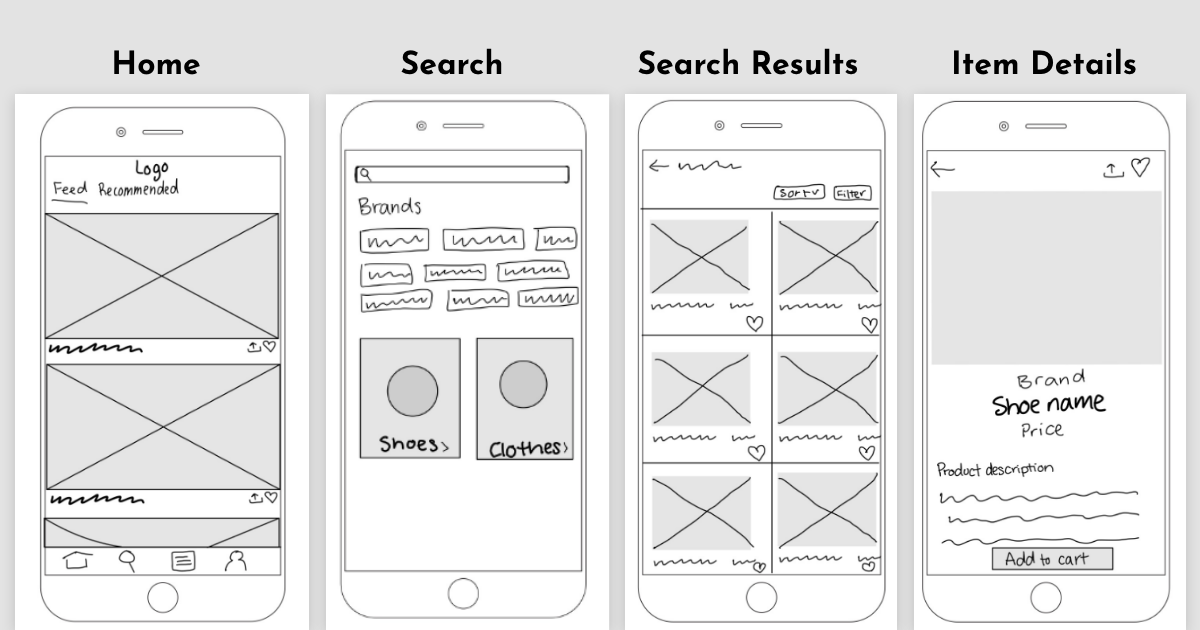 Home
Logo
Feed Recommended
Search
Brands
Shoes>
Clothes>
Search Results
Sort v Filter
Item Details
Brand
Shoe name
Price
Product description
Add to cart